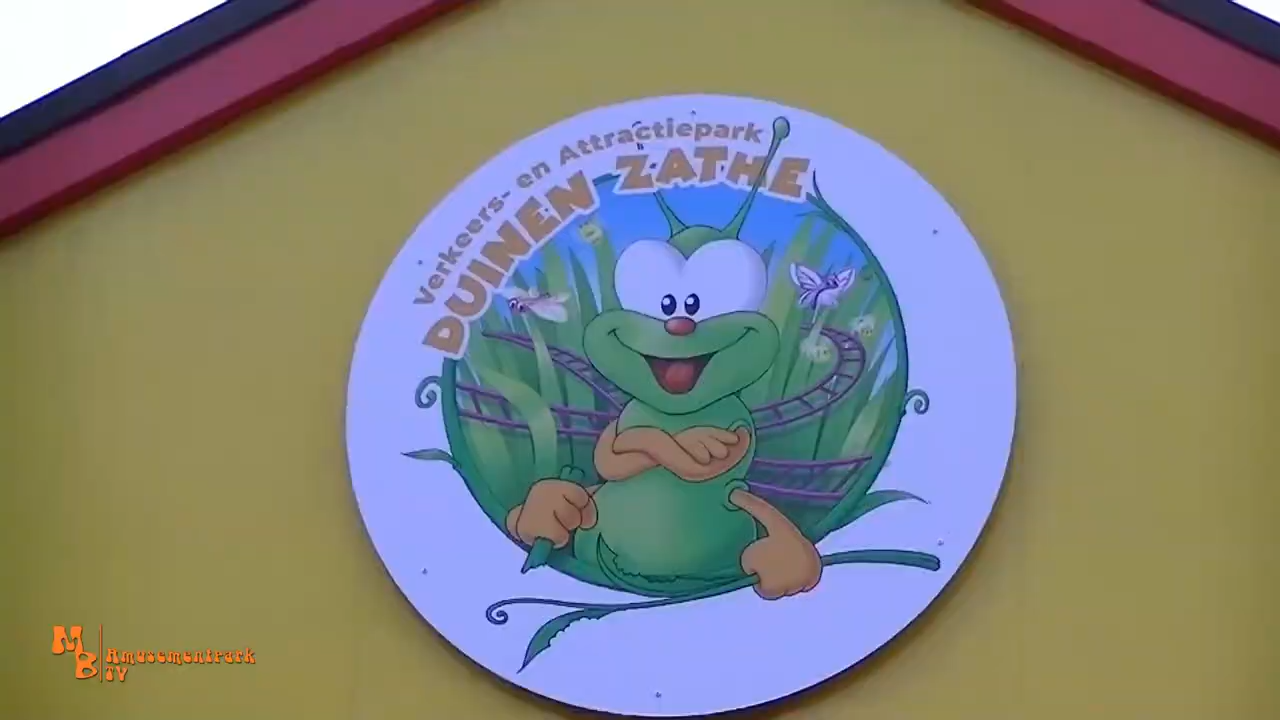 Verkeers- en Attractiepark
DUINEN ZATHE
MB Amusementpark
TV